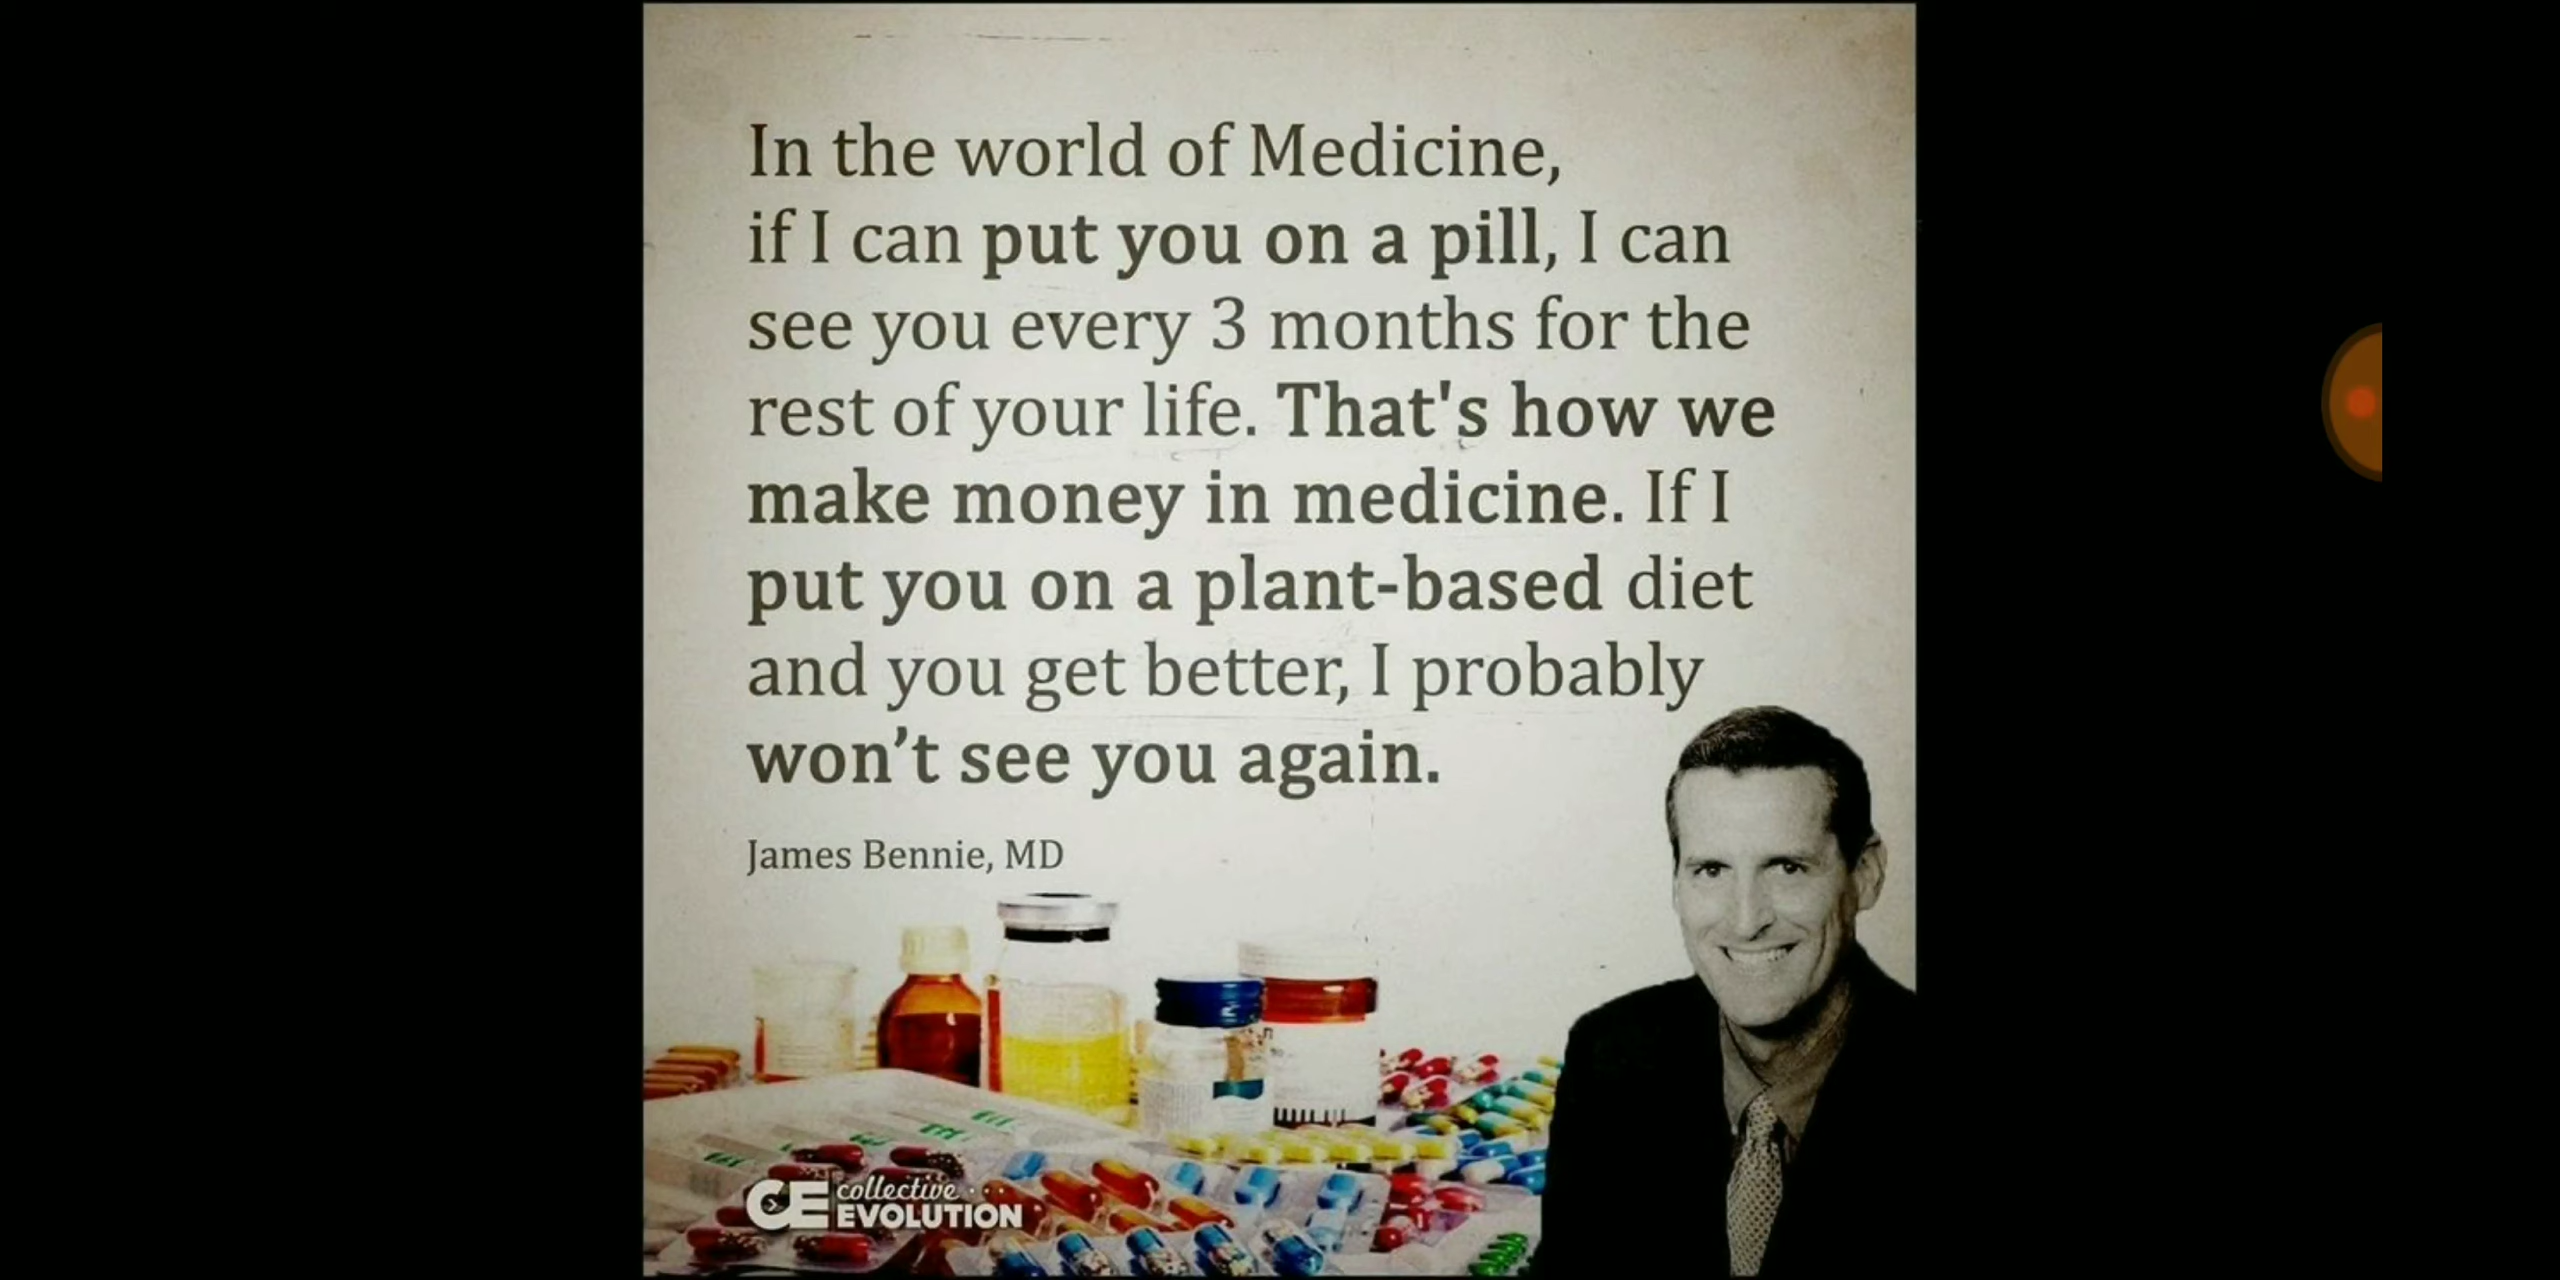 In the world of Medicine,
if I can put you on a pill, I can
see you every 3 months for the
rest of your life. That's how we
make money in medicine. If I
put you on a plant-based diet
and you get better, I probably
won’t see you again.
James Bennie, MD
CE collective
EVOLUTION